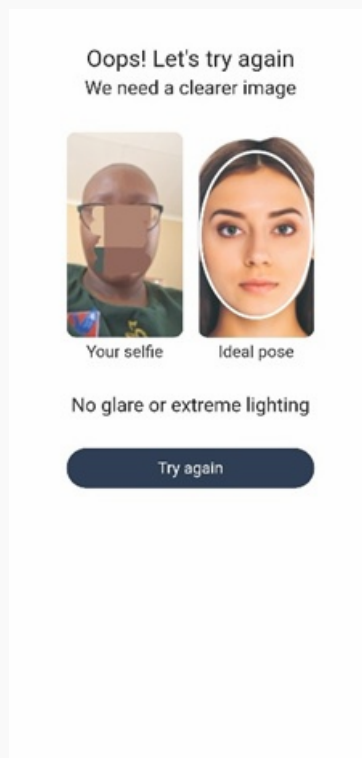 Oops! Let's try again
We need a clearer image
Your selfie
Ideal pose
No glare or extreme lighting
Try again